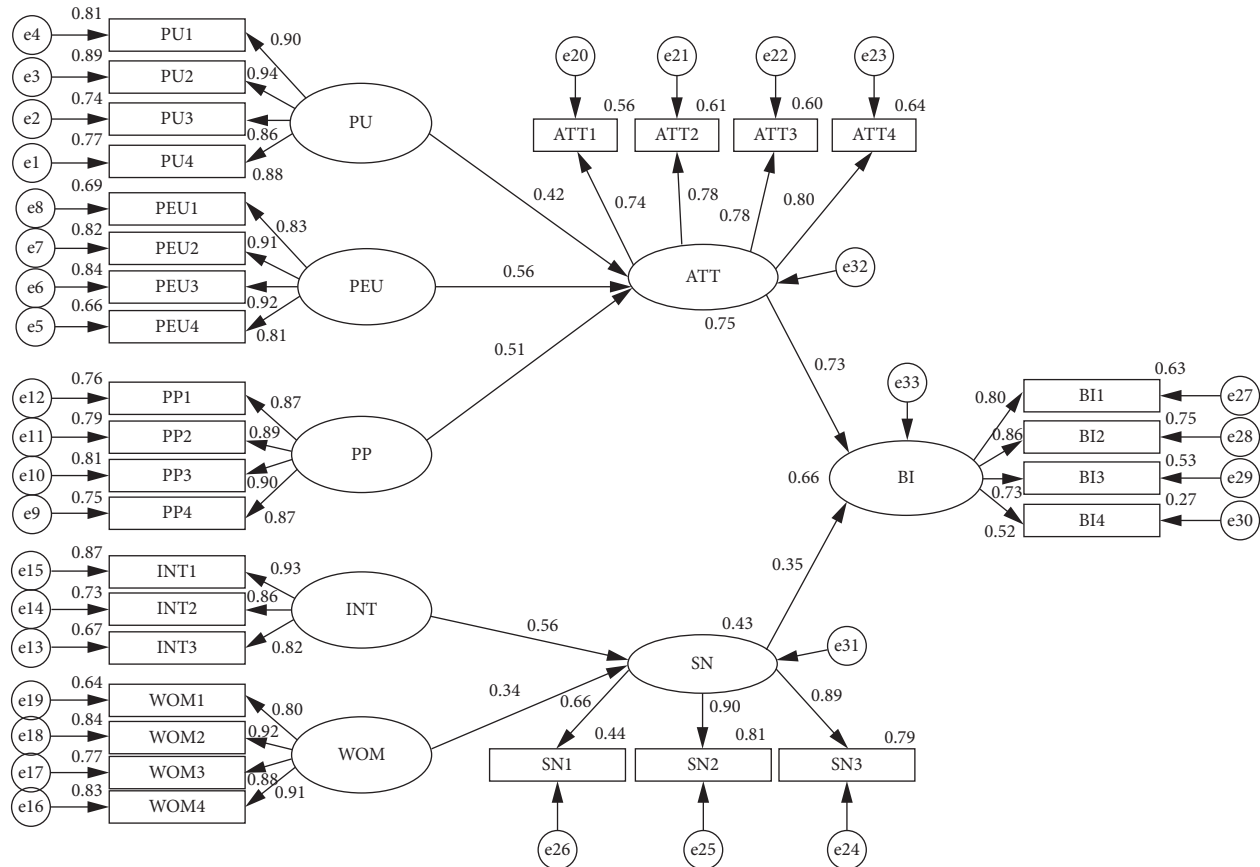 e4 0.81 PU1 0.90
e3 0.89 PU2 0.94
e2 0.74 PU3 0.86
e1 0.77 PU4 0.88
PU
e8 0.69 PEU1 0.83
e7 0.82 PEU2 0.91
e6 0.84 PEU3 0.92
e5 0.66 PEU4 0.81
PEU
e12 0.76 PP1 0.87
e11 0.79 PP2 0.89
e10 0.81 PP3 0.90
e9 0.75 PP4 0.87
PP
e15 0.87 INT1 0.93
e14 0.73 INT2 0.86
e13 0.67 INT3 0.82
INT
e19 0.64 WOM1 0.80
e18 0.84 WOM2 0.92
e17 0.77 WOM3 0.88
e16 0.83 WOM4 0.91
WOM
0.42
0.56
0.51
0.56
0.34
e20 e21 e22 e23
0.56 0.61 0.60 0.64
ATT1 ATT2 ATT3 ATT4
0.74 0.78 0.78 0.80
ATT
e32
0.75
0.73
e33
0.66
BI
0.35
0.80 BI1 0.63 e27
0.86 BI2 0.75 e28
0.73 BI3 0.53 e29
0.52 BI4 0.27 e30
0.43
SN
e31
0.66 0.90 0.89
0.44 0.81 0.79
SN1 SN2 SN3
e26 e25 e24